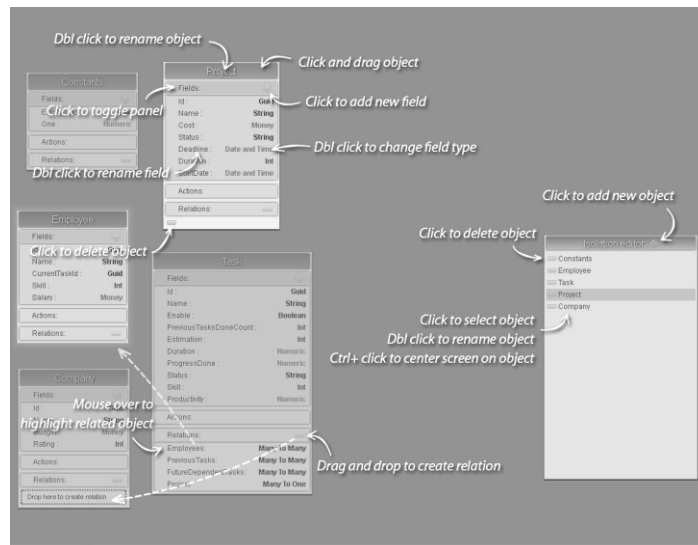 Dbl click to rename object
Click and drag object
Project
Fields:
Id : Guid
Name : String
Cost : Money
Status : String
Deadline : Date and Time
Duration : Int
StartDate : Date and Time
Actions:
Relations:
Click to add new field
Dbl click to change field type
Click to toggle panel
Dbl click to rename field
Click to delete object
Constants
Fields:
One : Numeric
Actions:
Relations:
Employee
Fields:
Name : String
CurrentTaskId : Guid
Skill : Int
Salary : Money
Actions:
Relations:
Task
Fields:
Id : Guid
Name : String
Enable : Boolean
PreviousTasksDoneCount : Int
Estimation : Int
Duration : Numeric
ProgressDone : Numeric
Status : String
Skill : Int
Productivity : Numeric
Actions:
Relations:
Employees: Many To Many
PreviousTasks: Many To Many
FutureDependesTasks: Many To Many
Project: Many To One
Company
Fields:
Id :
Budget : Money
Rating : Int
Actions:
Relations:
Drop here to create relation
Mouse over to
highlight related object
Drag and drop to create relation
Click to add new object
Click to delete object
Isolation editor
Constants
Employee
Task
Project
Company
Click to select object
Dbl click to rename object
Ctrl+ click to center screen on object